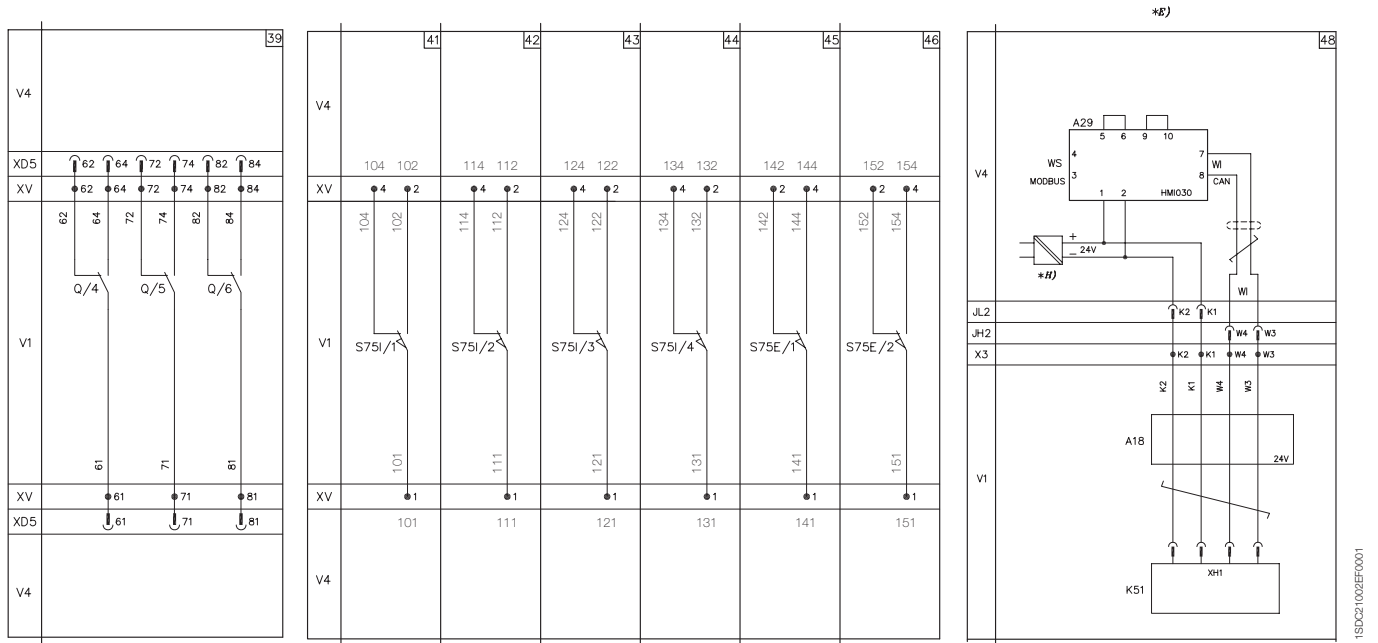 *E)
39
V4
XD5 62 64 72 74 82 84
XV 62 64 72 74 82 84
62 64 72 74 82 84
Q/4 Q/5 Q/6
V1
61 71 81
XV 61 71 81
XD5 61 71 81
V4
41 42 43 44 45 46
V4
104 102 114 112 124 122 134 132 142 144 152 154
XV 4 2 4 2 4 2 4 2 2 4 2 4
104 102 114 112 124 122 134 132 142 144 152 154
V1 S75I/1 S75I/2 S75I/3 S75I/4 S75E/1 S75E/2
101 111 121 131 141 151
XV 1 1 1 1 1 1
101 111 121 131 141 151
V4
48
A29
5 6 9 10
4 7
WS WI
V4 MODBUS 3 8
CAN
1 2 HMI030
+
24V
−
*H)
WI
JL2 K2 K1
JH2 W4 W3
X3 K2 K1 W4 W3
K2 K1 W4 W3
A18
24V
V1
XH1
K51
1SDC21002EF0001